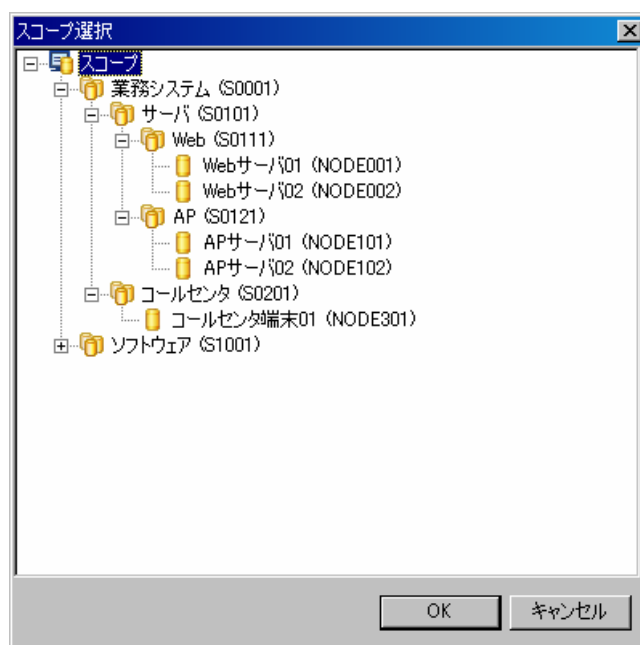 スコープ選択
スコープ
業務システム (S0001)
サーバ (S0101)
Web (S0111)
Webサーバ01 (NODE001)
Webサーバ02 (NODE002)
AP (S0121)
APサーバ01 (NODE101)
APサーバ02 (NODE102)
コールセンタ (S0201)
コールセンタ端末01 (NODE301)
ソフトウェア (S1001)
OK キャンセル